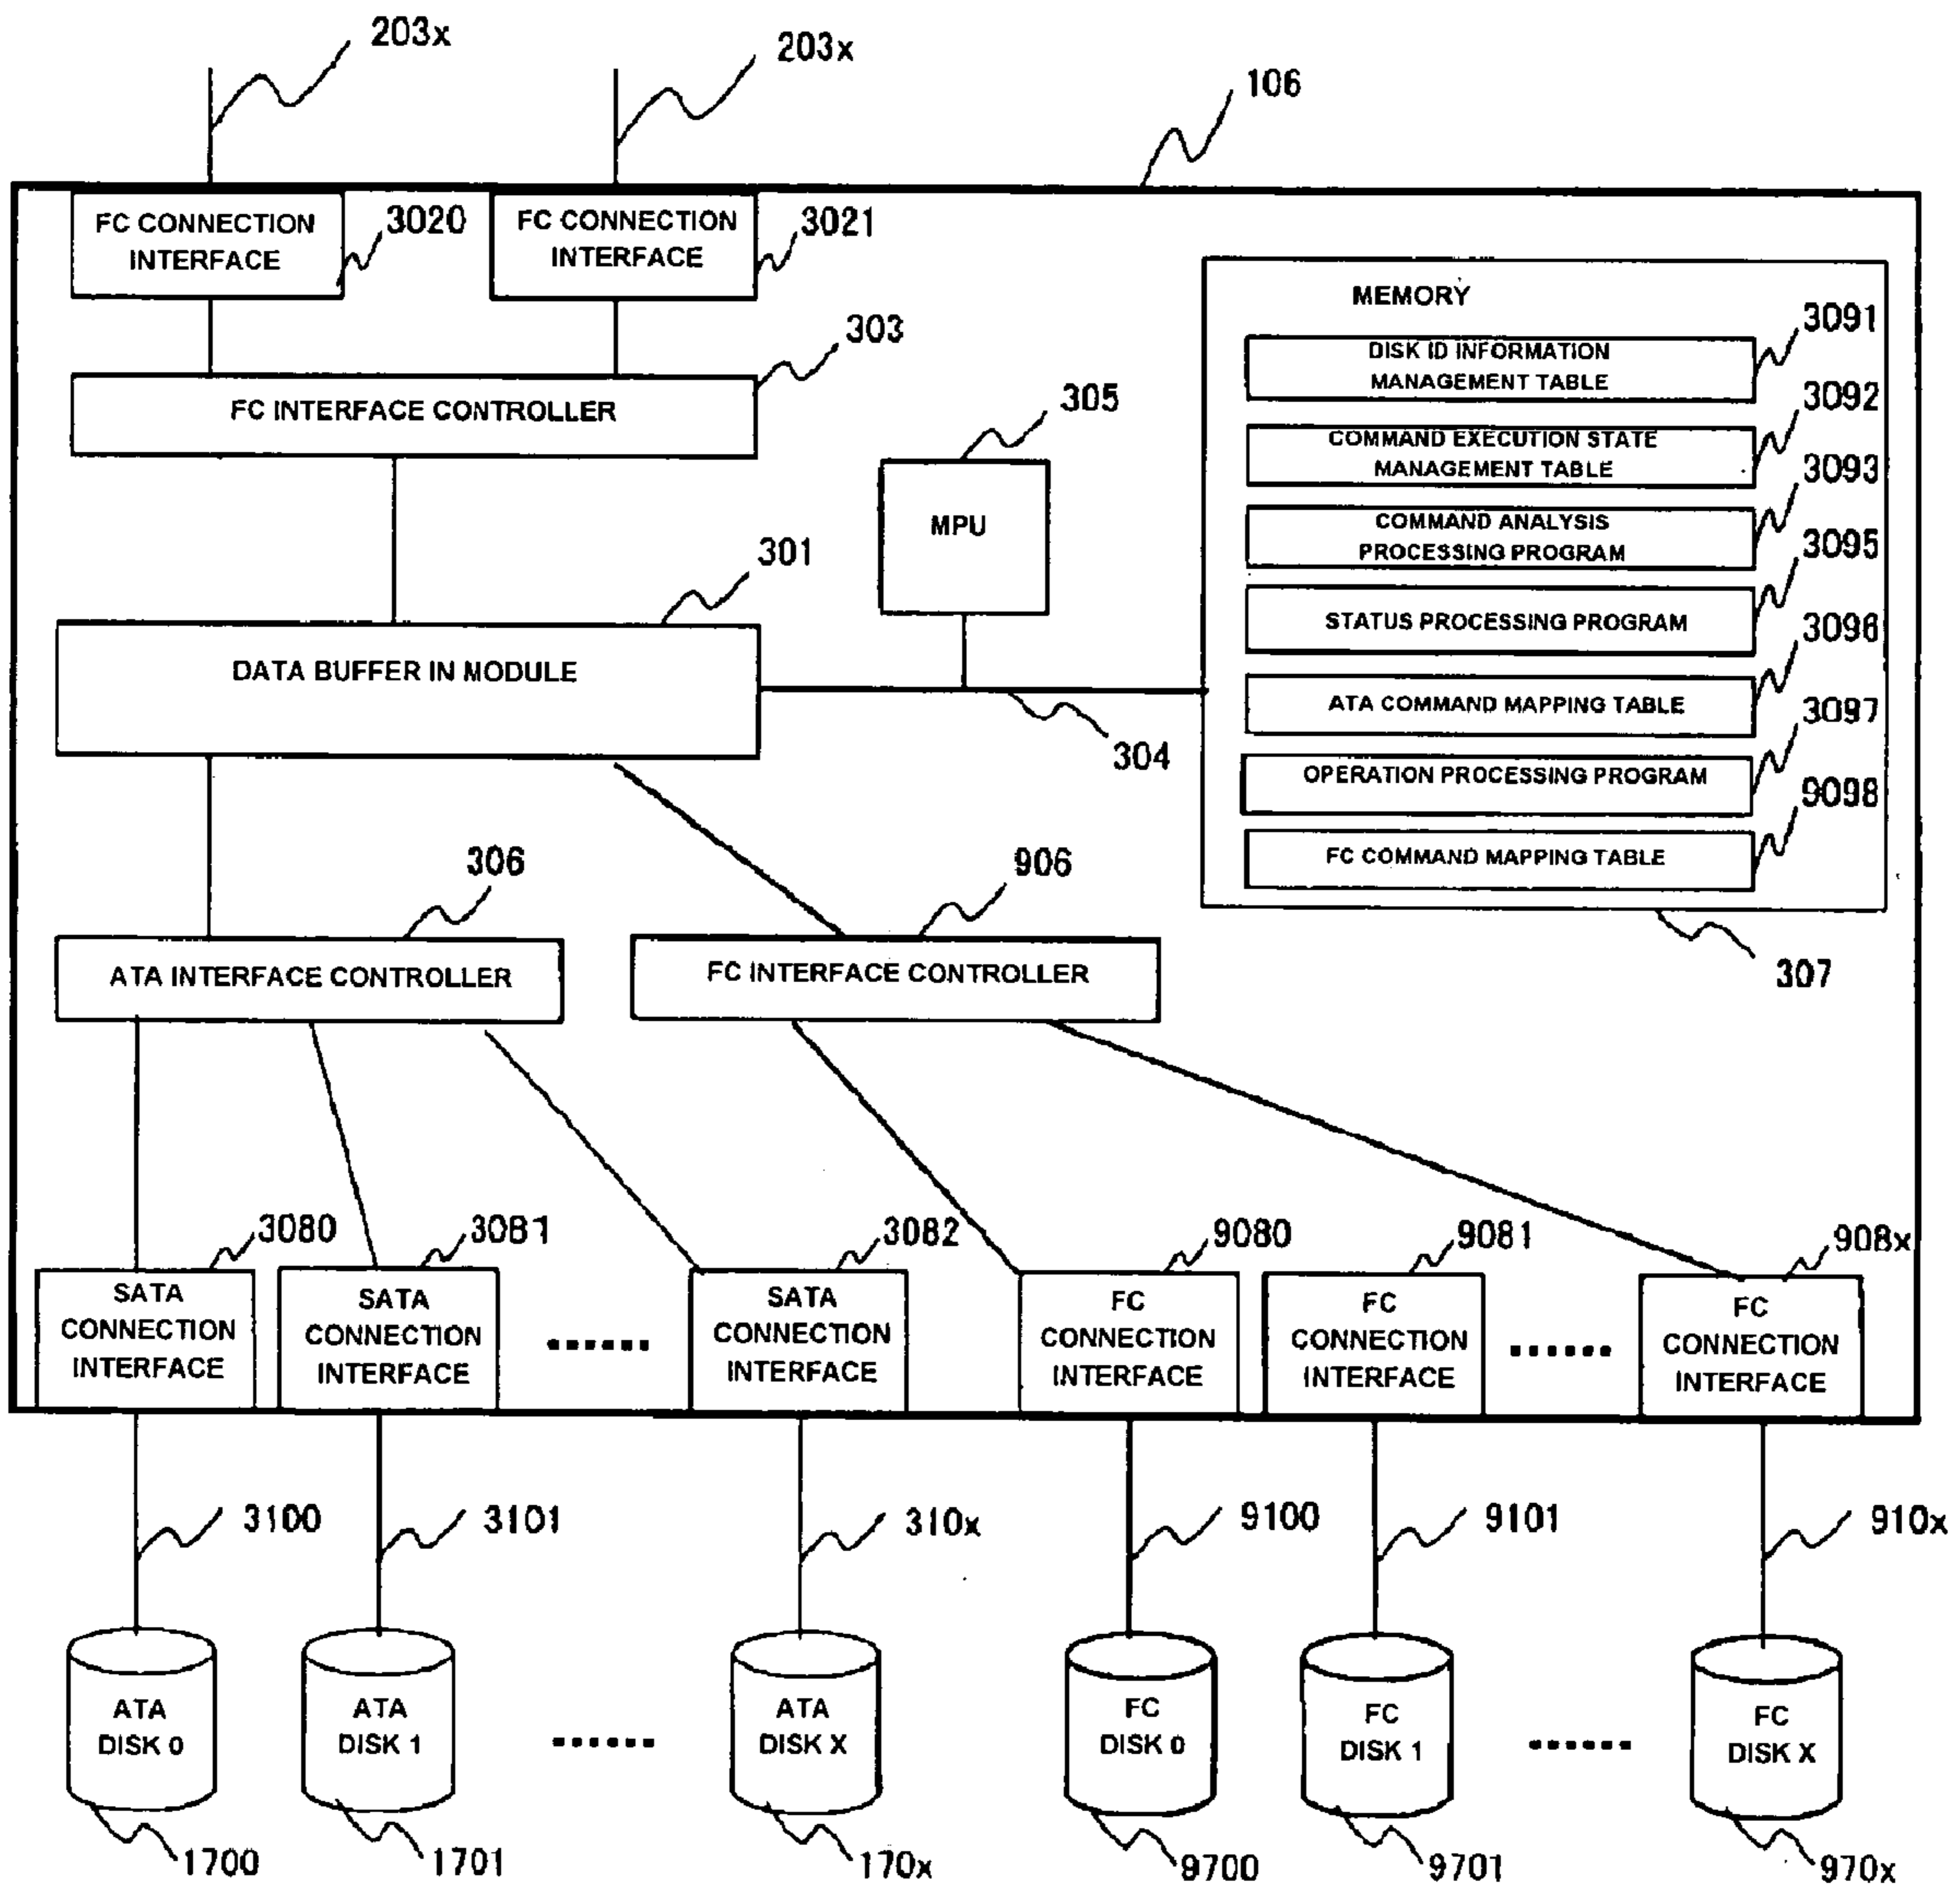 203x
203x
106
FC CONNECTION
INTERFACE
3020
FC CONNECTION
INTERFACE
3021
MEMORY
3091
DISK ID INFORMATION
MANAGEMENT TABLE
3092
COMMAND EXECUTION STATE
MANAGEMENT TABLE
3093
COMMAND ANALYSIS
PROCESSING PROGRAM
3095
STATUS PROCESSING PROGRAM
3096
ATA COMMAND MAPPING TABLE
3097
OPERATION PROCESSING PROGRAM
9098
FC COMMAND MAPPING TABLE
307
303
FC INTERFACE CONTROLLER
305
MPU
301
DATA BUFFER IN MODULE
304
306
ATA INTERFACE CONTROLLER
906
FC INTERFACE CONTROLLER
3080
SATA
CONNECTION
INTERFACE
3081
SATA
CONNECTION
INTERFACE
......
3082
SATA
CONNECTION
INTERFACE
9080
FC
CONNECTION
INTERFACE
9081
FC
CONNECTION
INTERFACE
......
908x
FC
CONNECTION
INTERFACE
3100
3101
310x
9100
9101
910x
ATA
DISK 0
ATA
DISK 1
......
ATA
DISK X
FC
DISK 0
FC
DISK 1
......
FC
DISK X
1700
1701
170x
9700
9701
970x